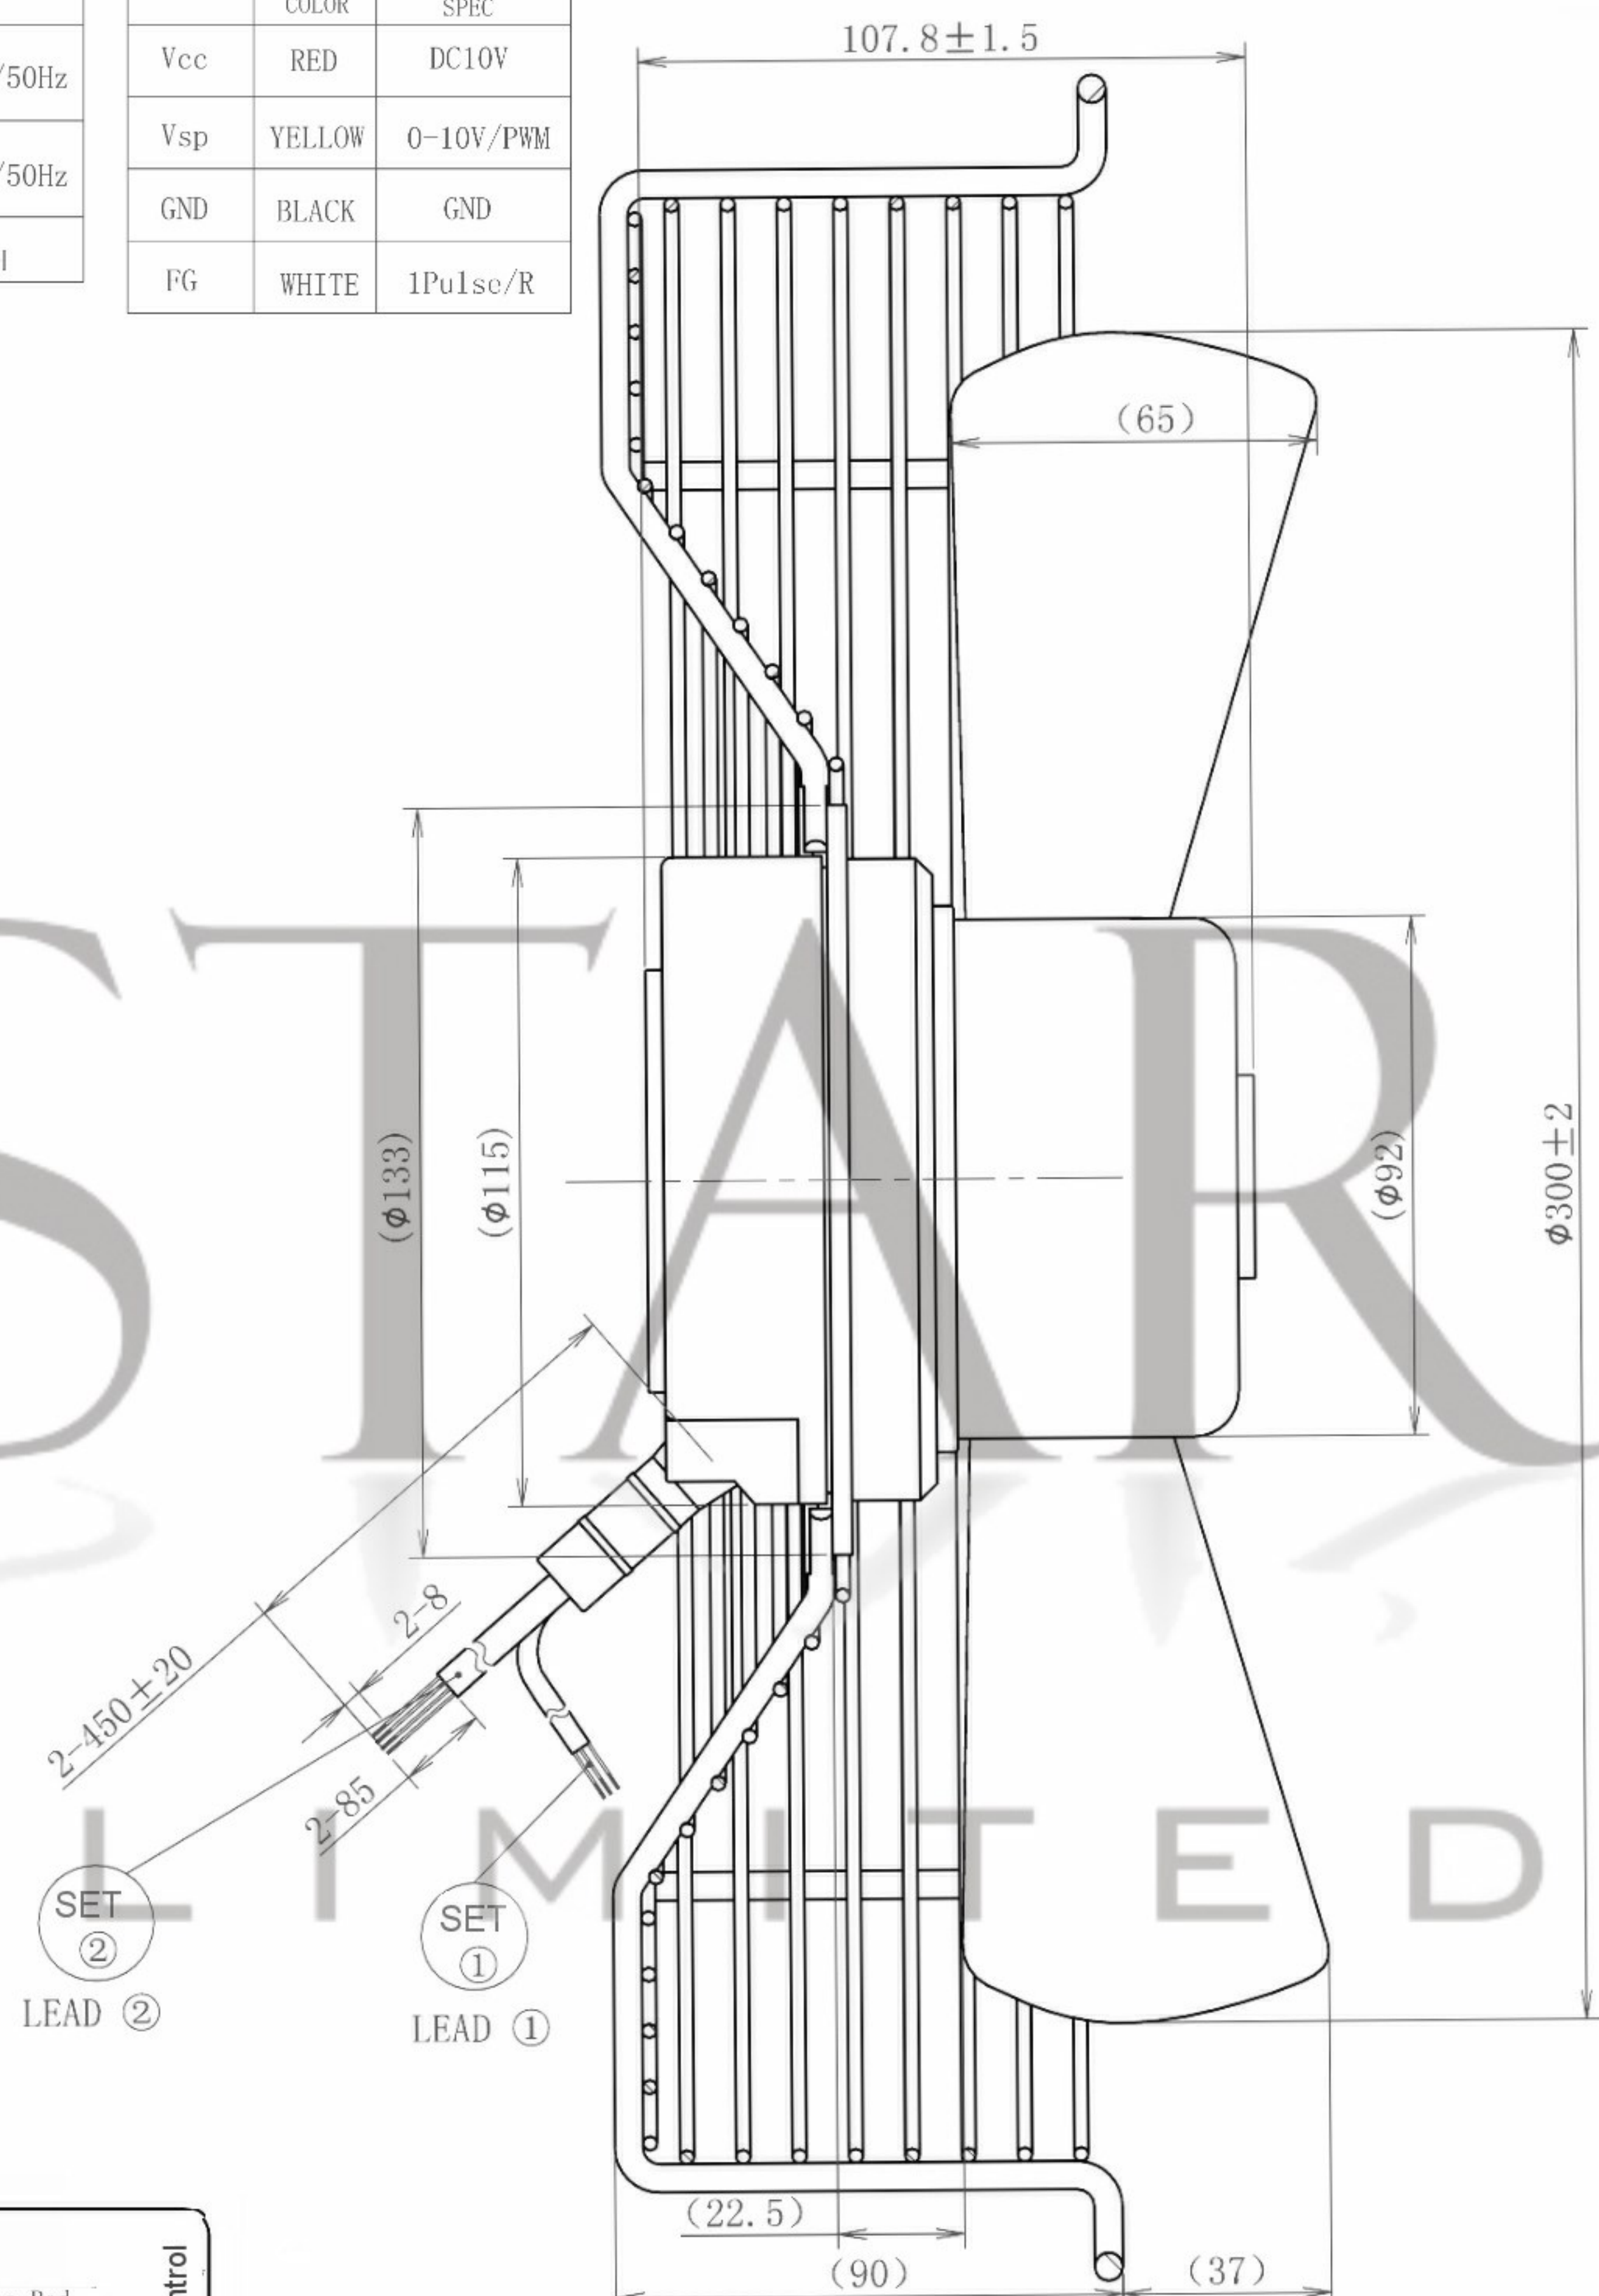 COLOR SPEC
/50Hz
/50Hz
Vcc RED DC10V
Vsp YELLOW 0-10V/PWM
GND BLACK GND
FG WHITE 1Pulse/R
107.8±1.5
(65)
(ϕ133)
(ϕ115)
(ϕ92)
ϕ300±2
STAR
LIMITED
2-8
2-450±20
2-85
SET
②
LEAD ②
SET
①
LEAD ①
(22.5)
(90)
(37)